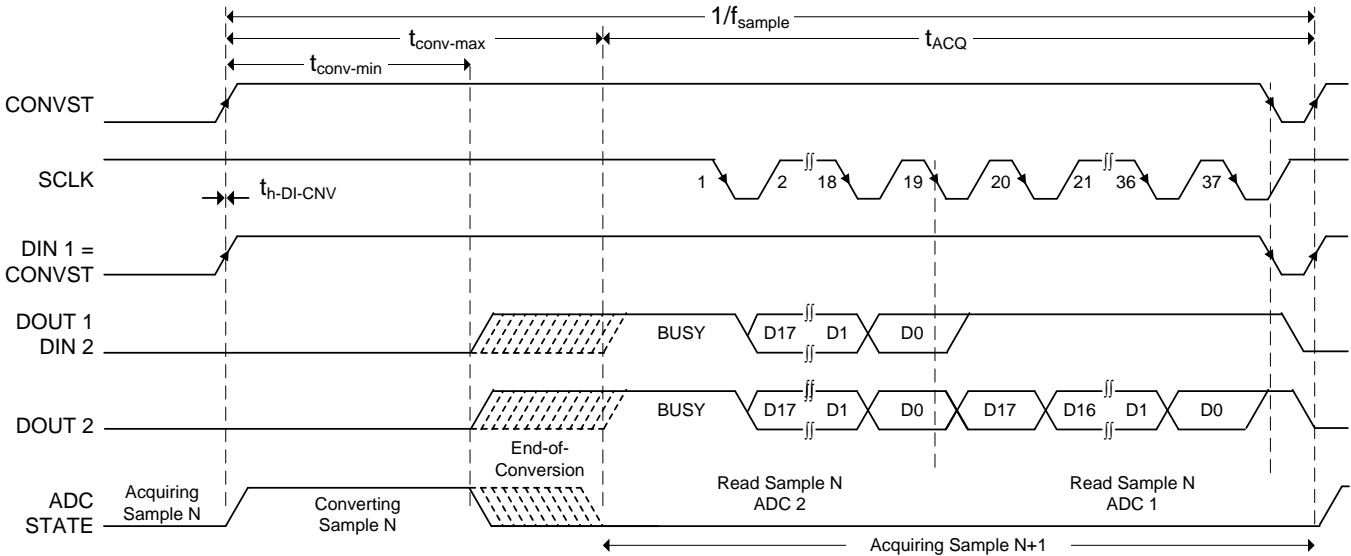 1/fsample
tconv-max
tACQ
tconv-min
CONVST
SCLK
1 2 ∫∫ 18 19 20 21 ∫∫ 36 37
th-DI-CNV
DIN 1 =
CONVST
DOUT 1
DIN 2
BUSY D17 ∫∫ D1 D0
∫∫
DOUT 2
BUSY D17 ∫∫ D1 D0 D17 D16 ∫∫ D1 D0
∫∫ ∫∫
End-of-
Conversion
ADC
STATE
Acquiring
Sample N
Converting
Sample N
Read Sample N
ADC 2
Read Sample N
ADC 1
Acquiring Sample N+1